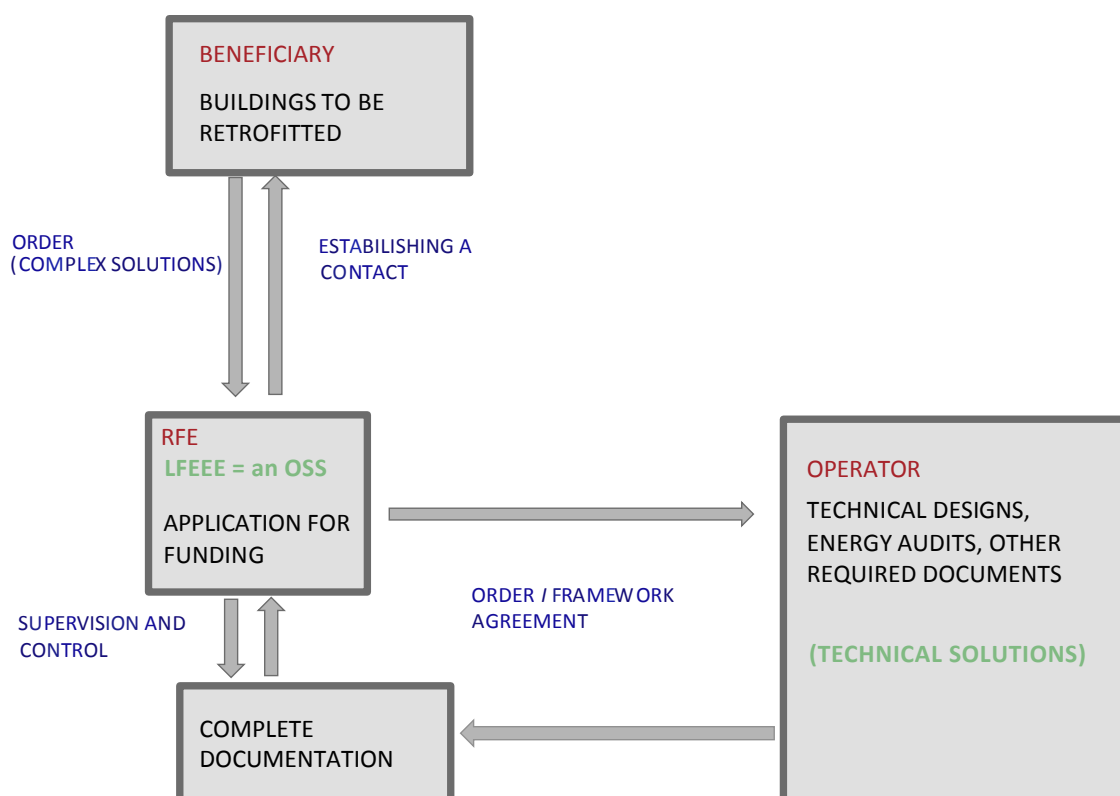 BENEFICIARY
BUILDINGS TO BE
RETROFITTED
ORDER
(COMPLEX SOLUTIONS)
ESTABILISHING A
CONTACT
RFE
LFEEE = an OSS
APPLICATION FOR
FUNDING
OPERATOR
TECHNICAL DESIGNS,
ENERGY AUDITS, OTHER
REQUIRED DOCUMENTS
(TECHNICAL SOLUTIONS)
ORDER / FRAMEWORK
AGREEMENT
SUPERVISION AND
CONTROL
COMPLETE
DOCUMENTATION